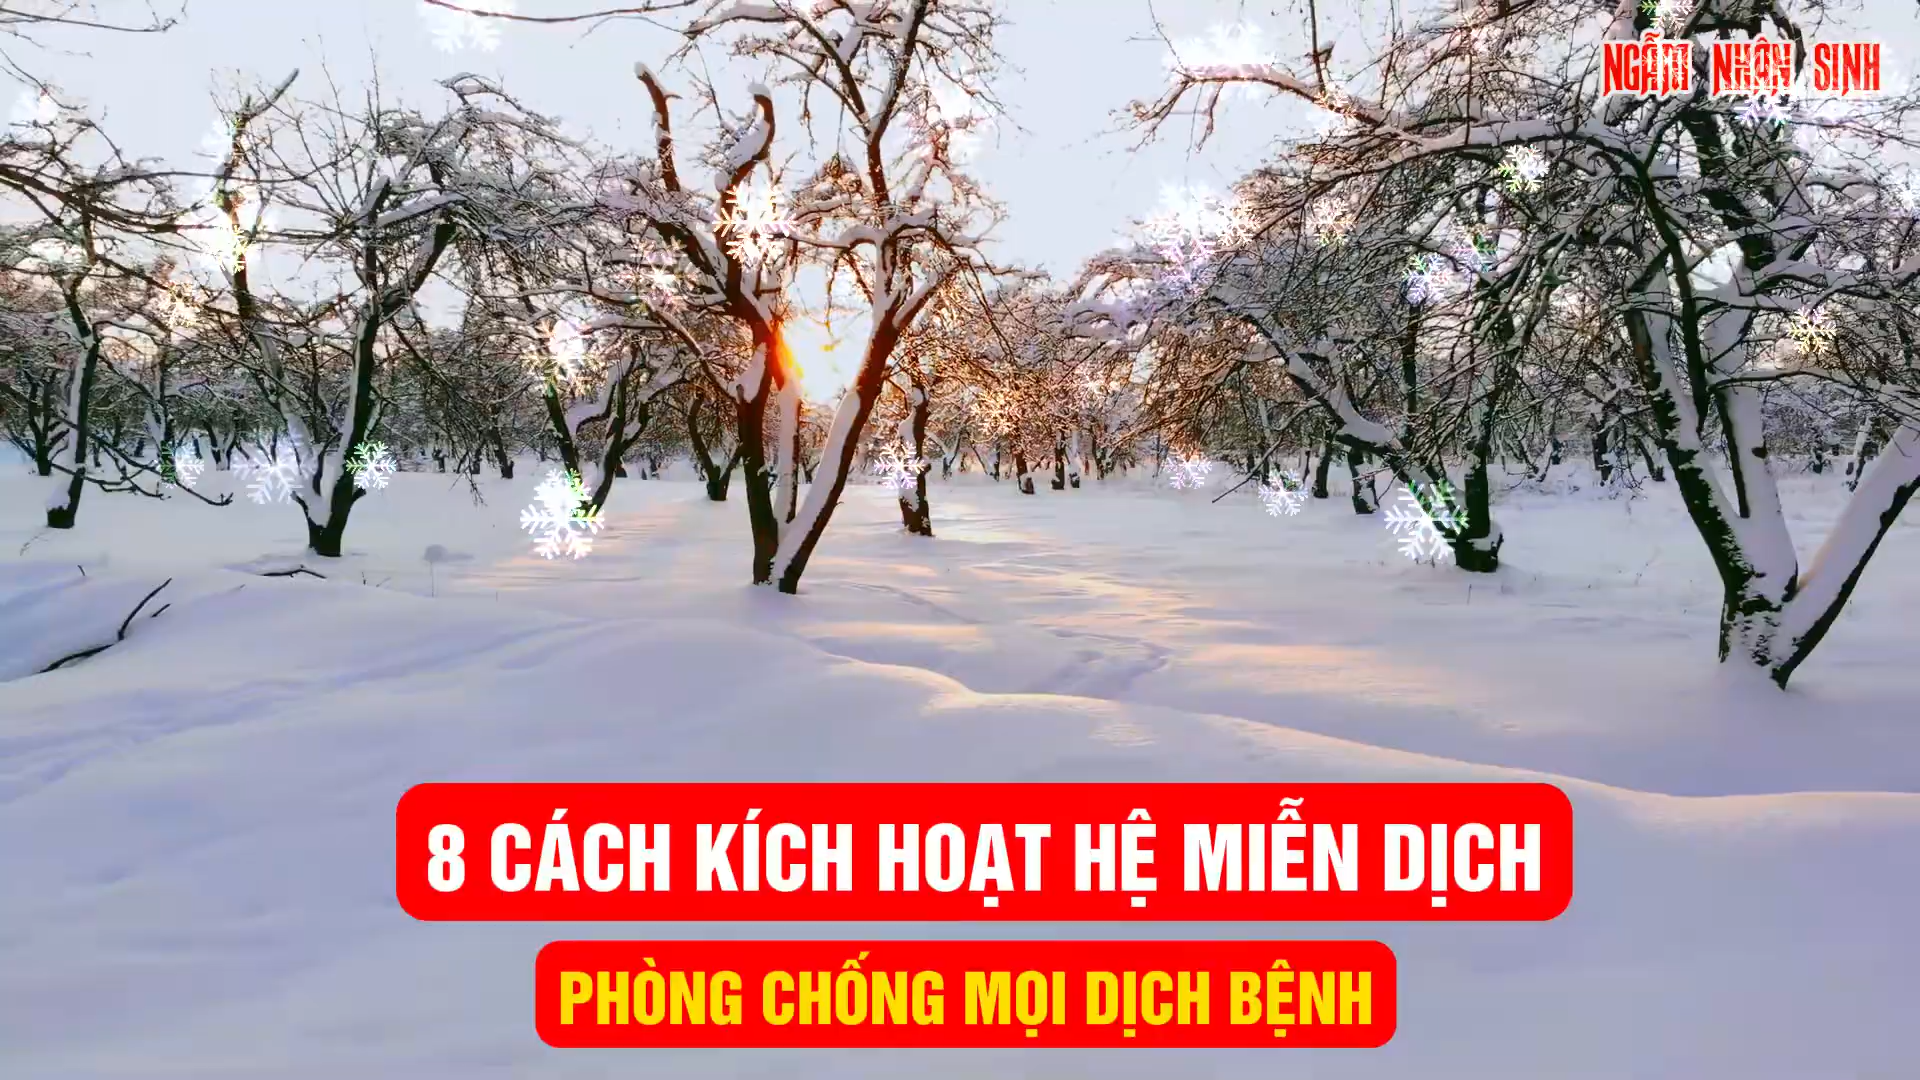 NGẪM NHÂN SINH
8 CÁCH KÍCH HOẠT HỆ MIỄN DỊCH
PHÒNG CHỐNG MỌI DỊCH BỆNH